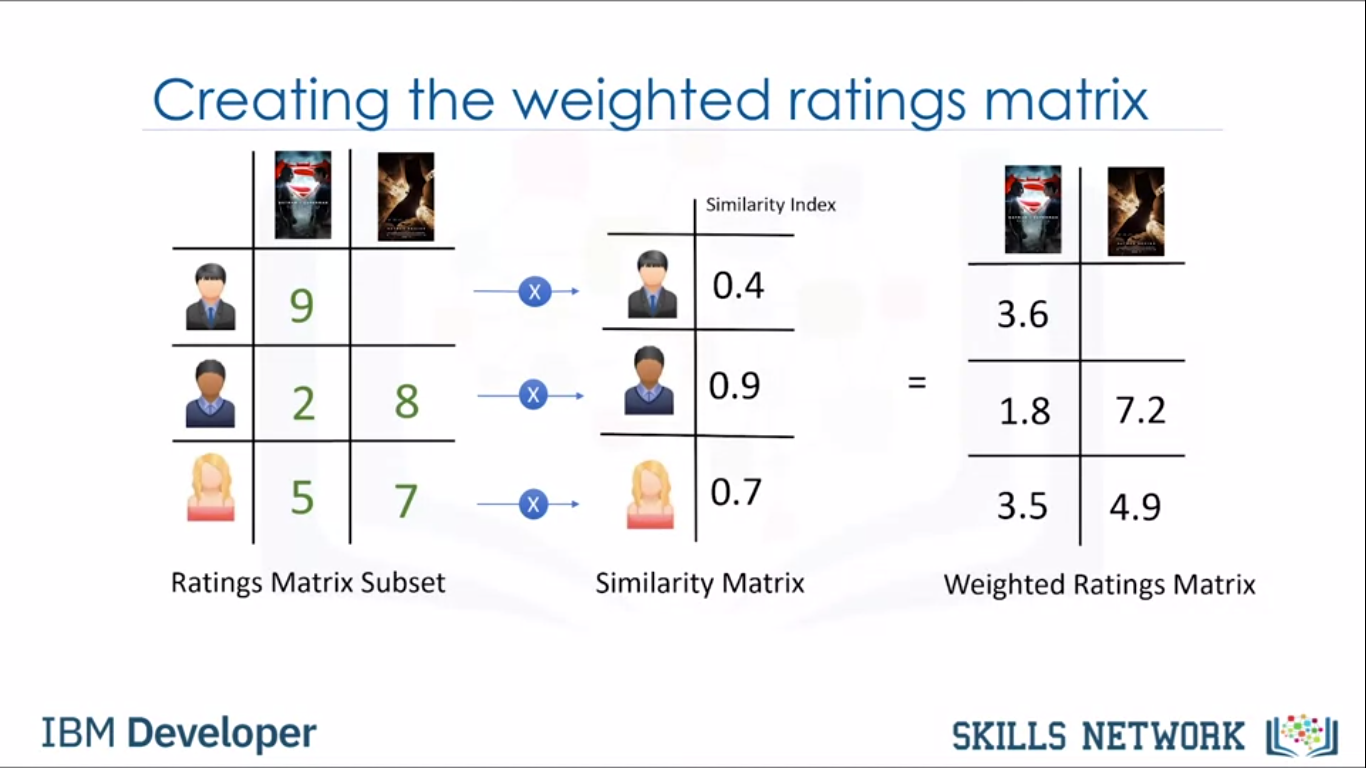 Creating the weighted ratings matrix
Similarity Index
9 X 0.4 3.6
2 8 X 0.9 = 1.8 7.2
5 7 X 0.7 3.5 4.9
Ratings Matrix Subset Similarity Matrix Weighted Ratings Matrix
IBM Developer SKILLS NETWORK